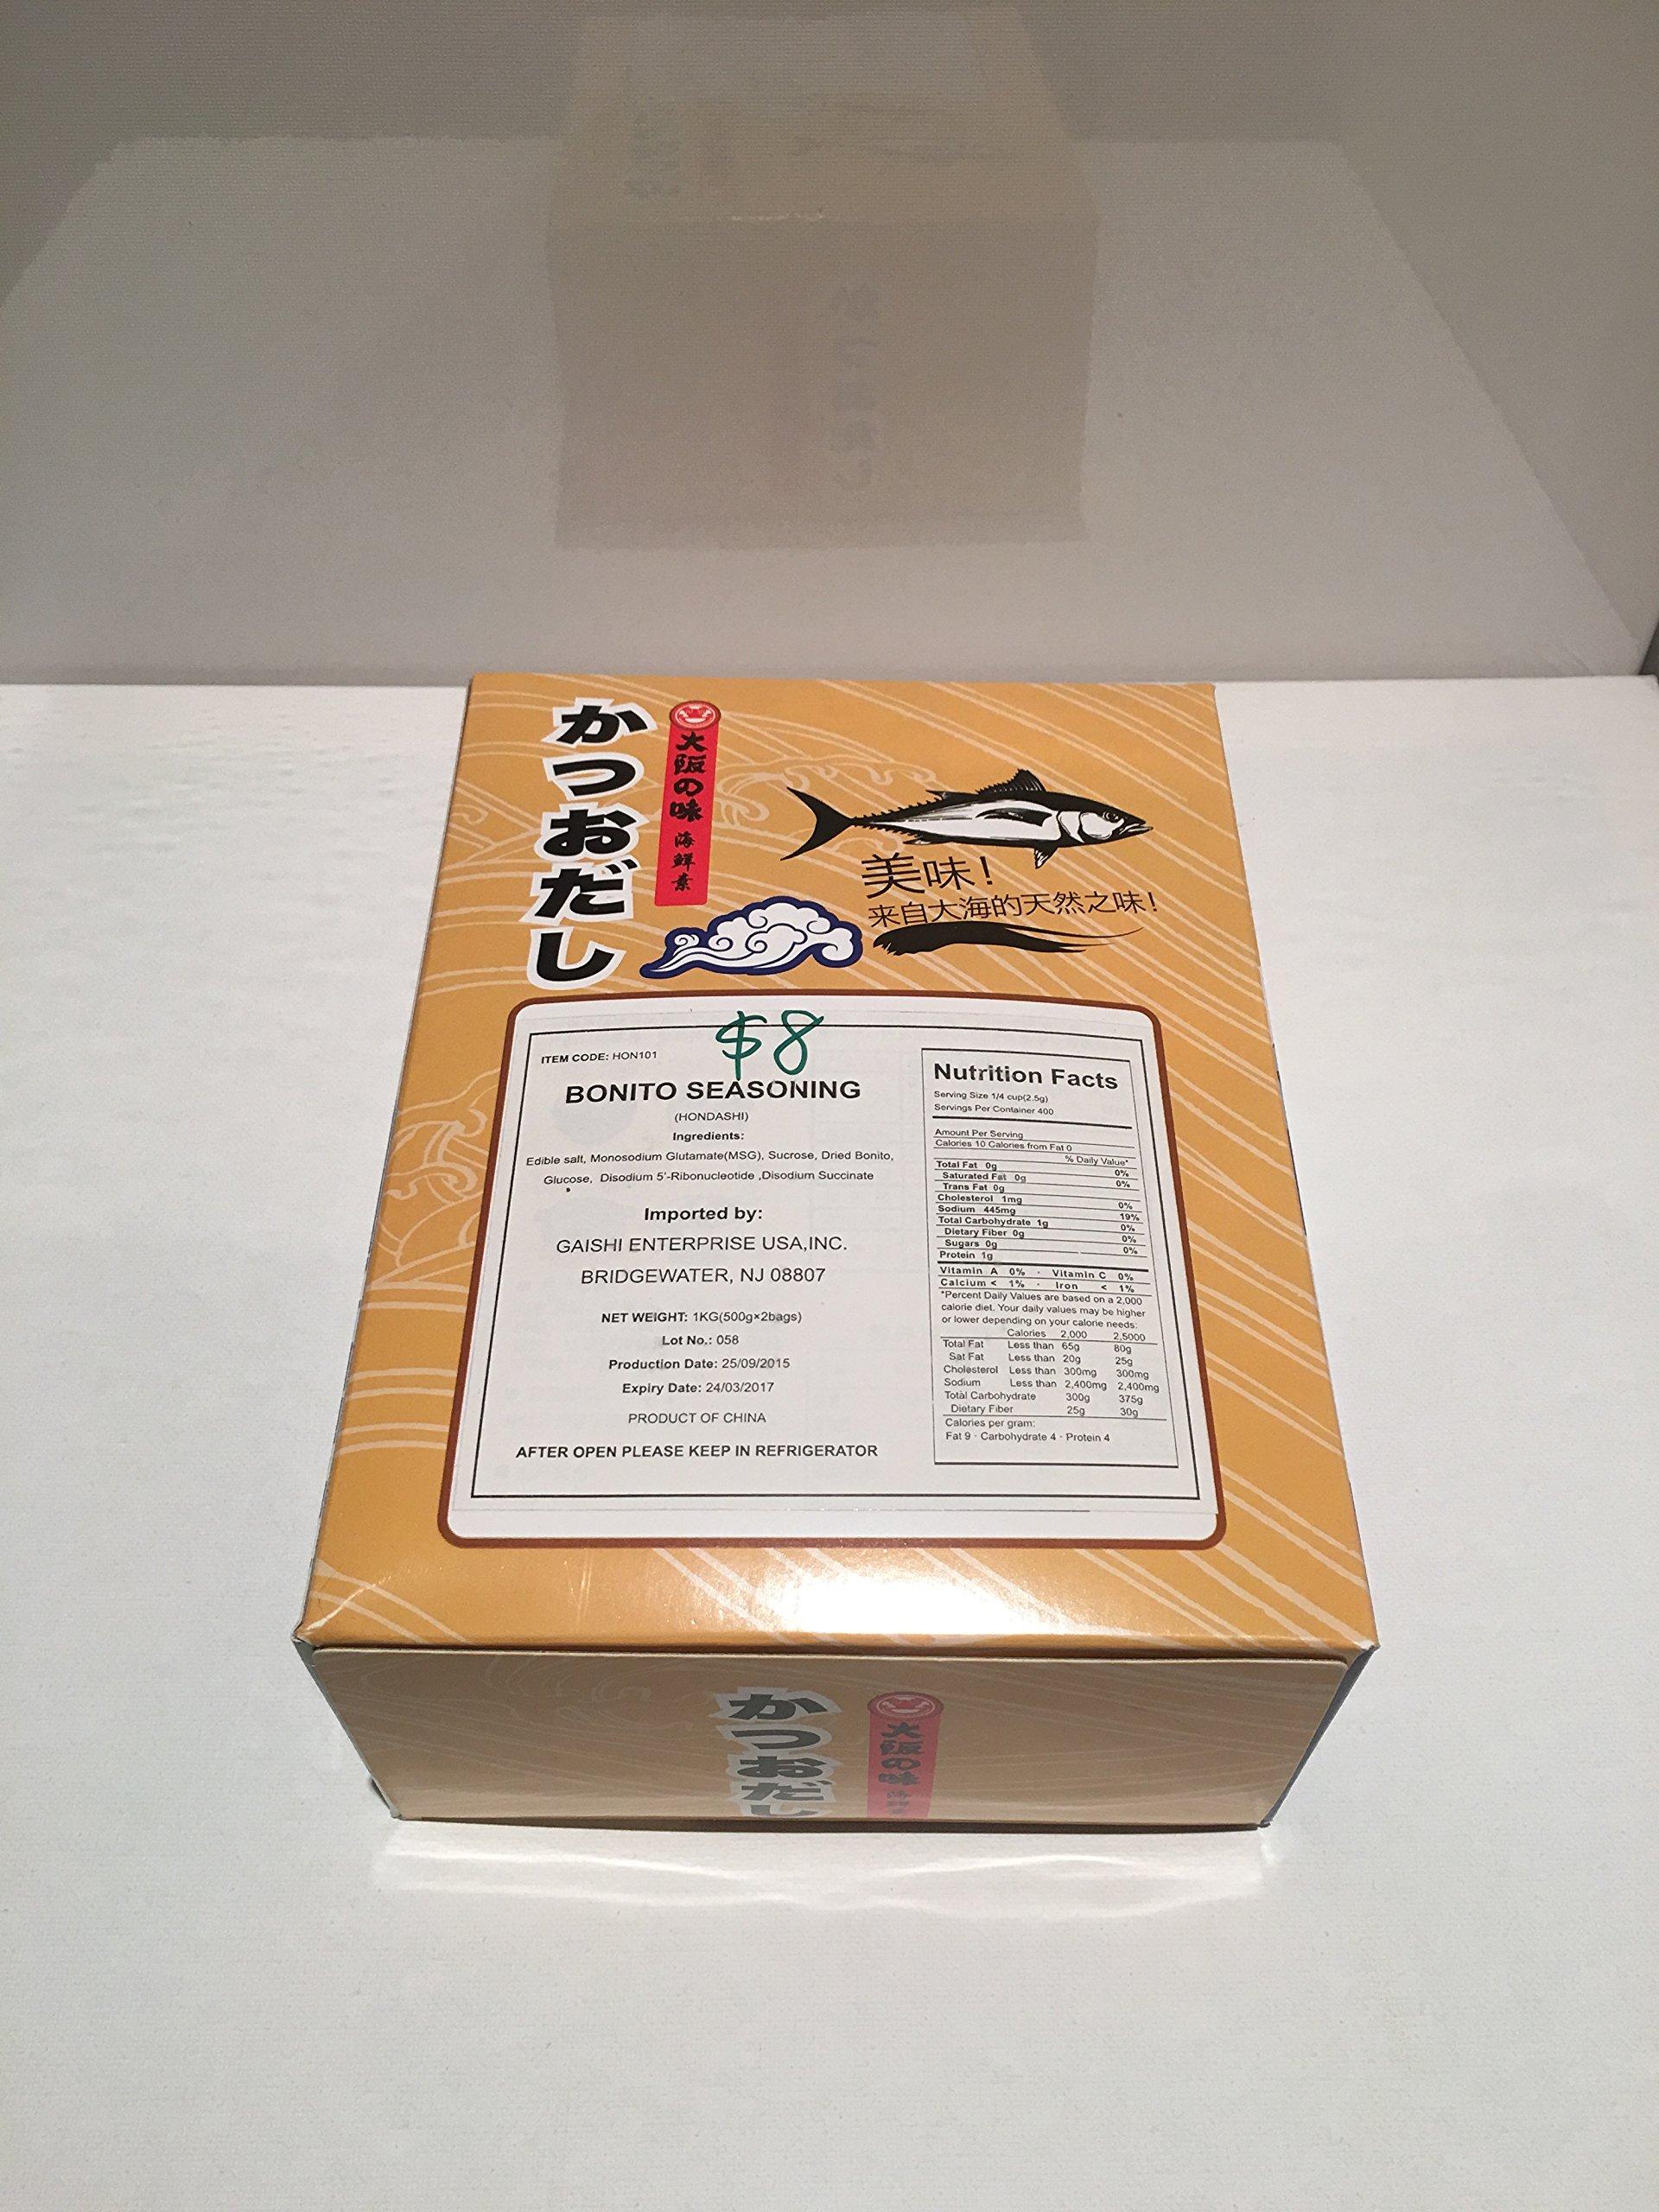 かつおだし
大阪の味 海鮮素
美味！
来自大海的天然之味！
$8
ITEM CODE: HON101
BONITO SEASONING
(HONDASHI)
Ingredients:
Edible salt, Monosodium Glutamate(MSG), Sucrose, Dried Bonito,
Glucose, Disodium 5'-Ribonucleotide ,Disodium Succinate
Imported by:
GAISHI ENTERPRISE USA,INC.
BRIDGEWATER, NJ 08807
NET WEIGHT: 1KG(500g×2bags)
Lot No.: 058
Production Date: 25/09/2015
Expiry Date: 24/03/2017
PRODUCT OF CHINA
AFTER OPEN PLEASE KEEP IN REFRIGERATOR
Nutrition Facts
Serving Size 1/4 cup(2.5g)
Servings Per Container 400
Amount Per Serving
Calories 10 Calories from Fat 0
% Daily Value*
Total Fat 0g 0%
Saturated Fat 0g 0%
Trans Fat 0g
Cholesterol 1mg 0%
Sodium 445mg 19%
Total Carbohydrate 1g 0%
Dietary Fiber 0g 0%
Sugars 0g 0%
Protein 1g
Vitamin A 0% · Vitamin C 0%
Calcium < 1% · Iron < 1%
*Percent Daily Values are based on a 2,000
calorie diet. Your daily values may be higher
or lower depending on your calorie needs:
Calories 2,000 2,5000
Total Fat Less than 65g 80g
Sat Fat Less than 20g 25g
Cholesterol Less than 300mg 300mg
Sodium Less than 2,400mg 2,400mg
Total Carbohydrate 300g 375g
Dietary Fiber 25g 30g
Calories per gram:
Fat 9 · Carbohydrate 4 · Protein 4
かつおだし
大阪の味